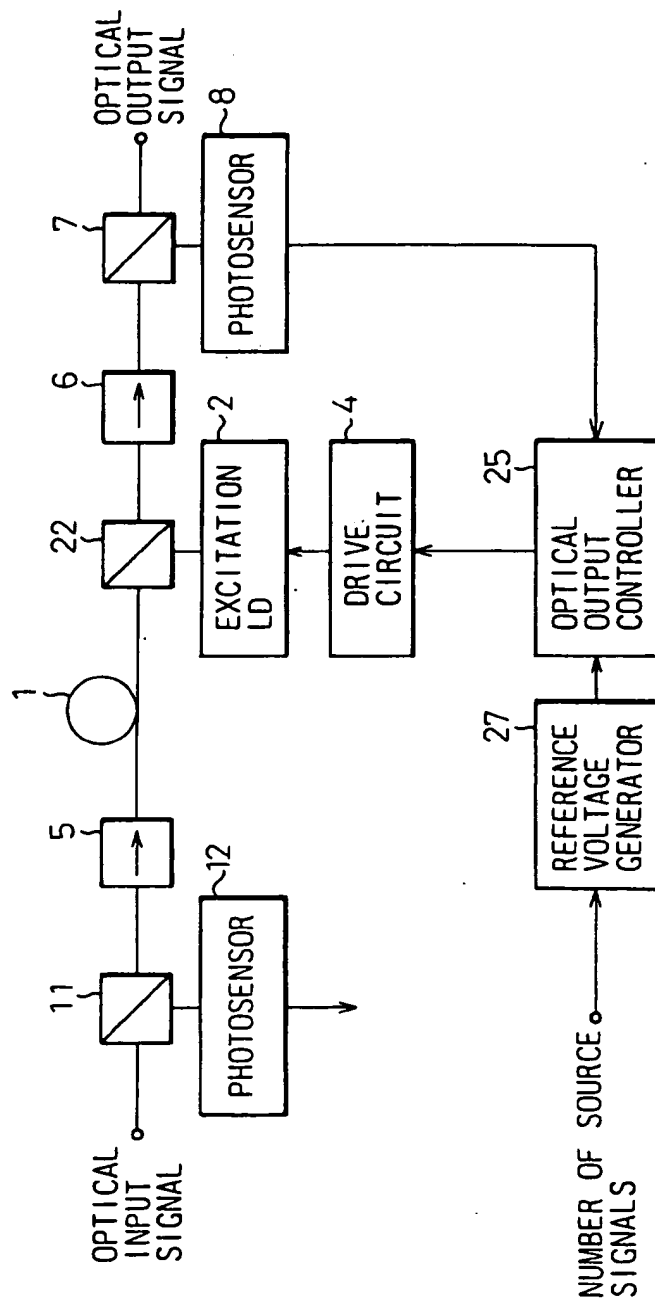 OPTICAL
INPUT
SIGNAL
11
PHOTOSENSOR
12
5
1
22
EXCITATION
LD
2
DRIVE
CIRCUIT
4
6
7
PHOTOSENSOR
8
OPTICAL
OUTPUT
SIGNAL
NUMBER OF SOURCE
SIGNALS
REFERENCE
VOLTAGE
GENERATOR
27
OPTICAL
OUTPUT
CONTROLLER
25